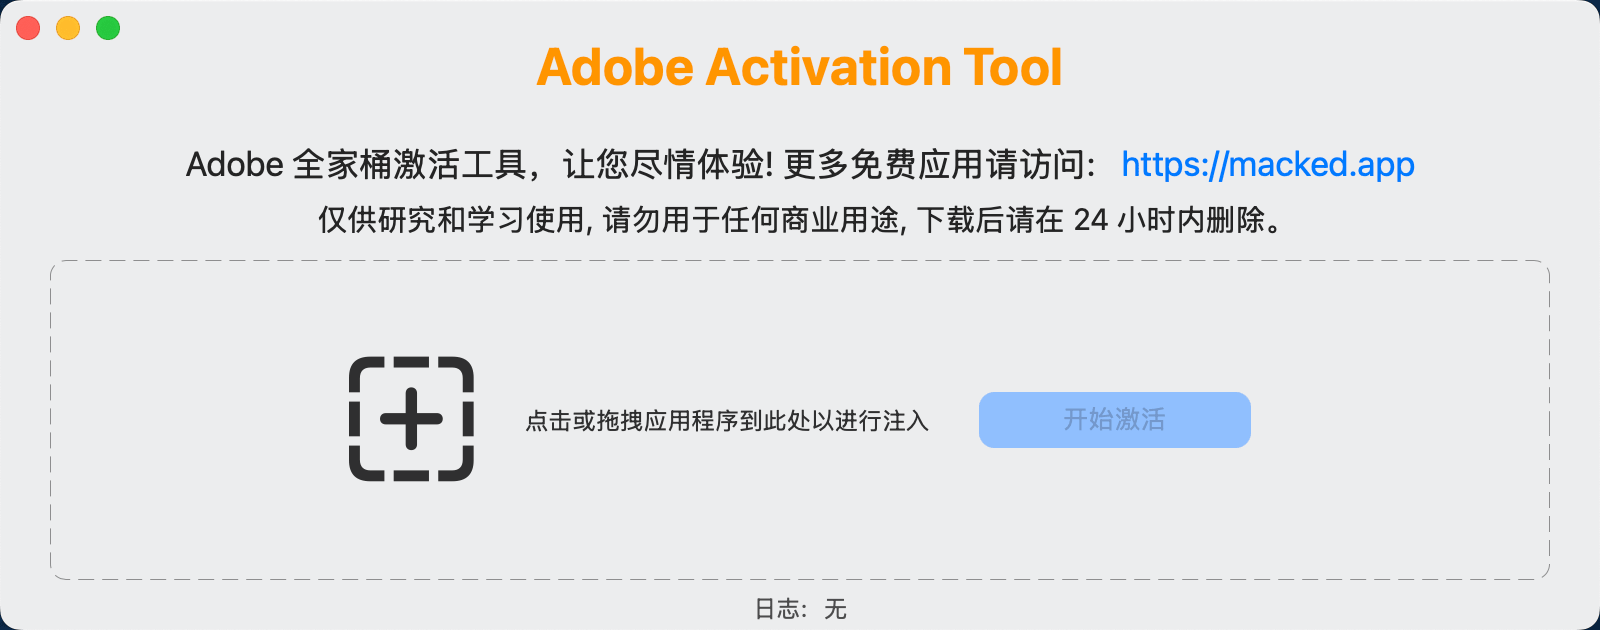 Adobe Activation Tool
Adobe 全家桶激活工具，让您尽情体验! 更多免费应用请访问: https://macked.app
仅供研究和学习使用, 请勿用于任何商业用途, 下载后请在 24 小时内删除。
点击或拖拽应用程序到此处以进行注入
开始激活
日志: 无